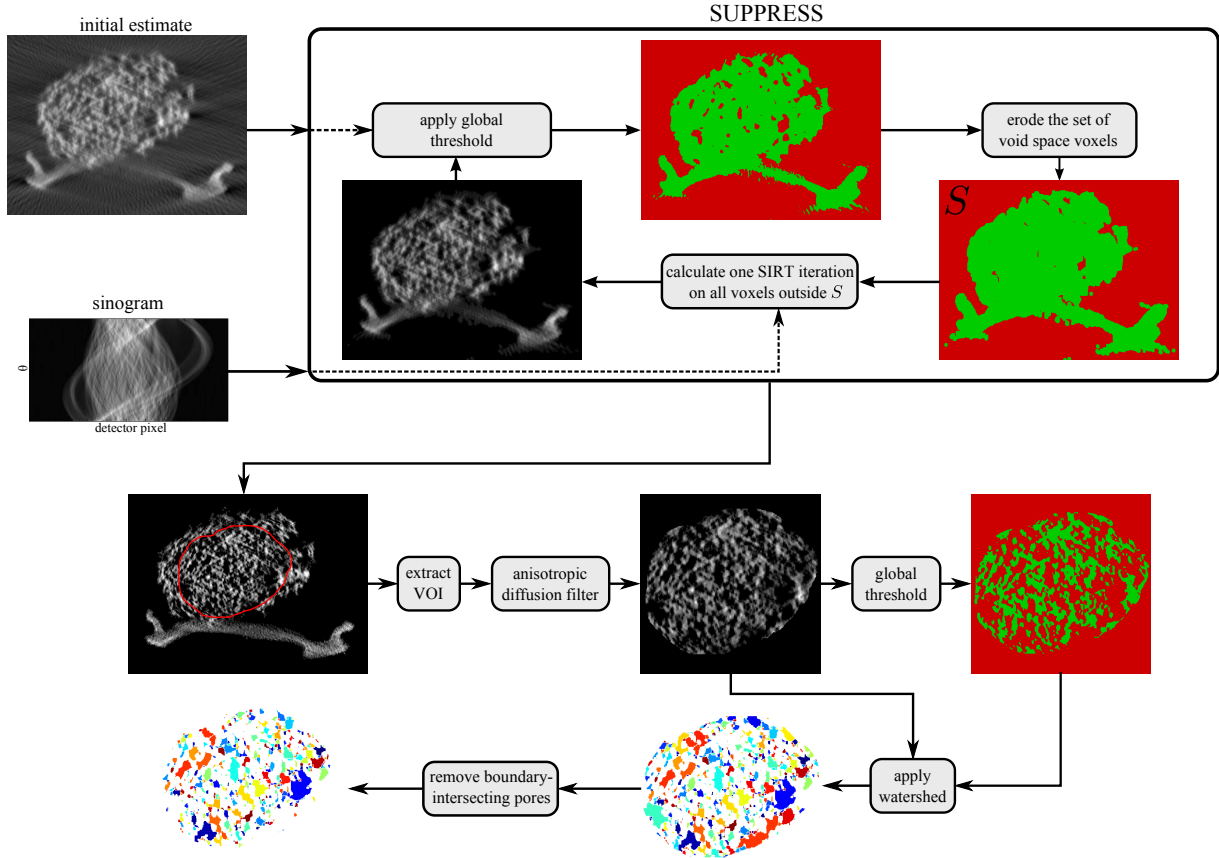 SUPPRESS
initial estimate
apply global
threshold
erode the set of
void space voxels
S
calculate one SIRT iteration
on all voxels outside S
sinogram
θ
detector pixel
extract
VOI
anisotropic
diffusion filter
global
threshold
remove boundary-
intersecting pores
apply
watershed